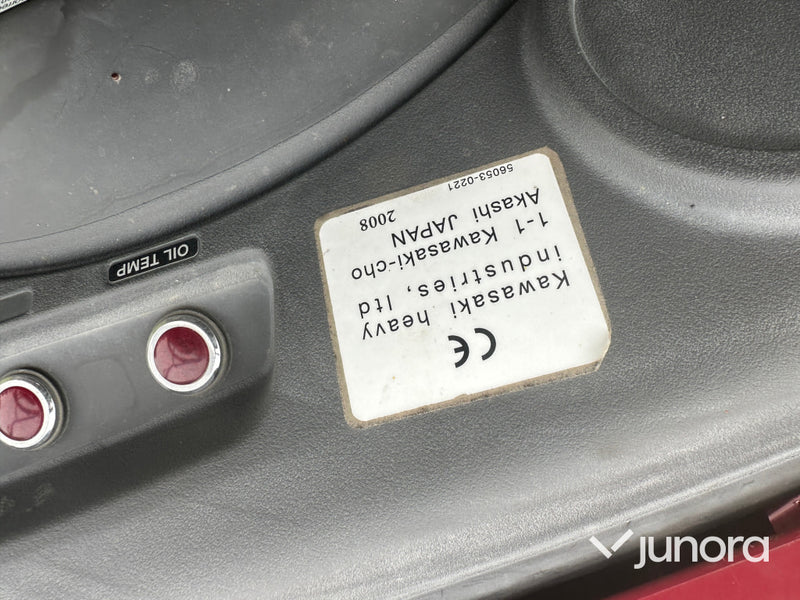 CE
Kawasaki heavy
industries, ltd
1-1 Kawasaki-cho
Akashi JAPAN
2008
56053-0221
OIL TEMP
junora